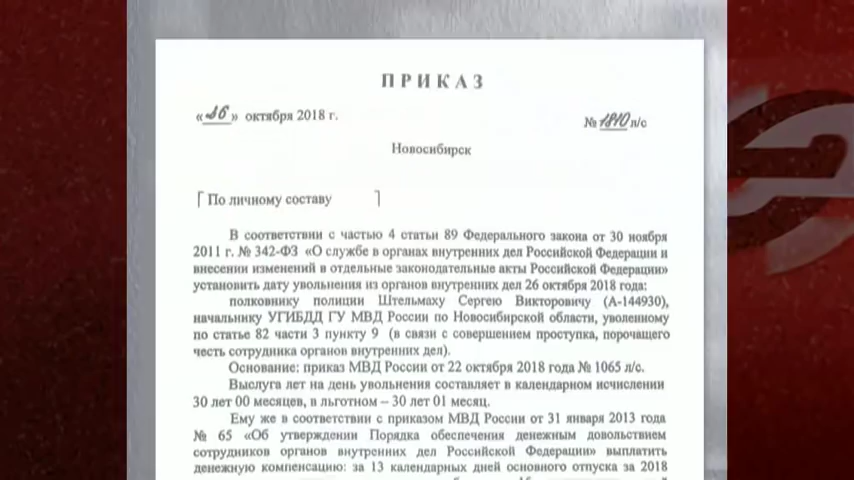 ПРИКАЗ
«26» октября 2018 г.
№ 1810 л/с
Новосибирск
По личному составу
В соответствии с частью 4 статьи 89 Федерального закона от 30 ноября
2011 г. № 342-ФЗ «О службе в органах внутренних дел Российской Федерации и
внесении изменений в отдельные законодательные акты Российской Федерации»
установить дату увольнения из органов внутренних дел 26 октября 2018 года:
полковнику полиции Штельмаху Сергею Викторовичу (А-144930),
начальнику УГИБДД ГУ МВД России по Новосибирской области, уволенному
по статье 82 части 3 пункту 9 (в связи с совершением проступка, порочащего
честь сотрудника органов внутренних дел).
Основание: приказ МВД России от 22 октября 2018 года № 1065 л/с.
Выслуга лет на день увольнения составляет в календарном исчислении
30 лет 00 месяцев, в льготном – 30 лет 01 месяц.
Ему же в соответствии с приказом МВД России от 31 января 2013 года
№ 65 «Об утверждении Порядка обеспечения денежным довольствием
сотрудников органов внутренних дел Российской Федерации» выплатить
денежную компенсацию: за 13 календарных дней основного отпуска за 2018